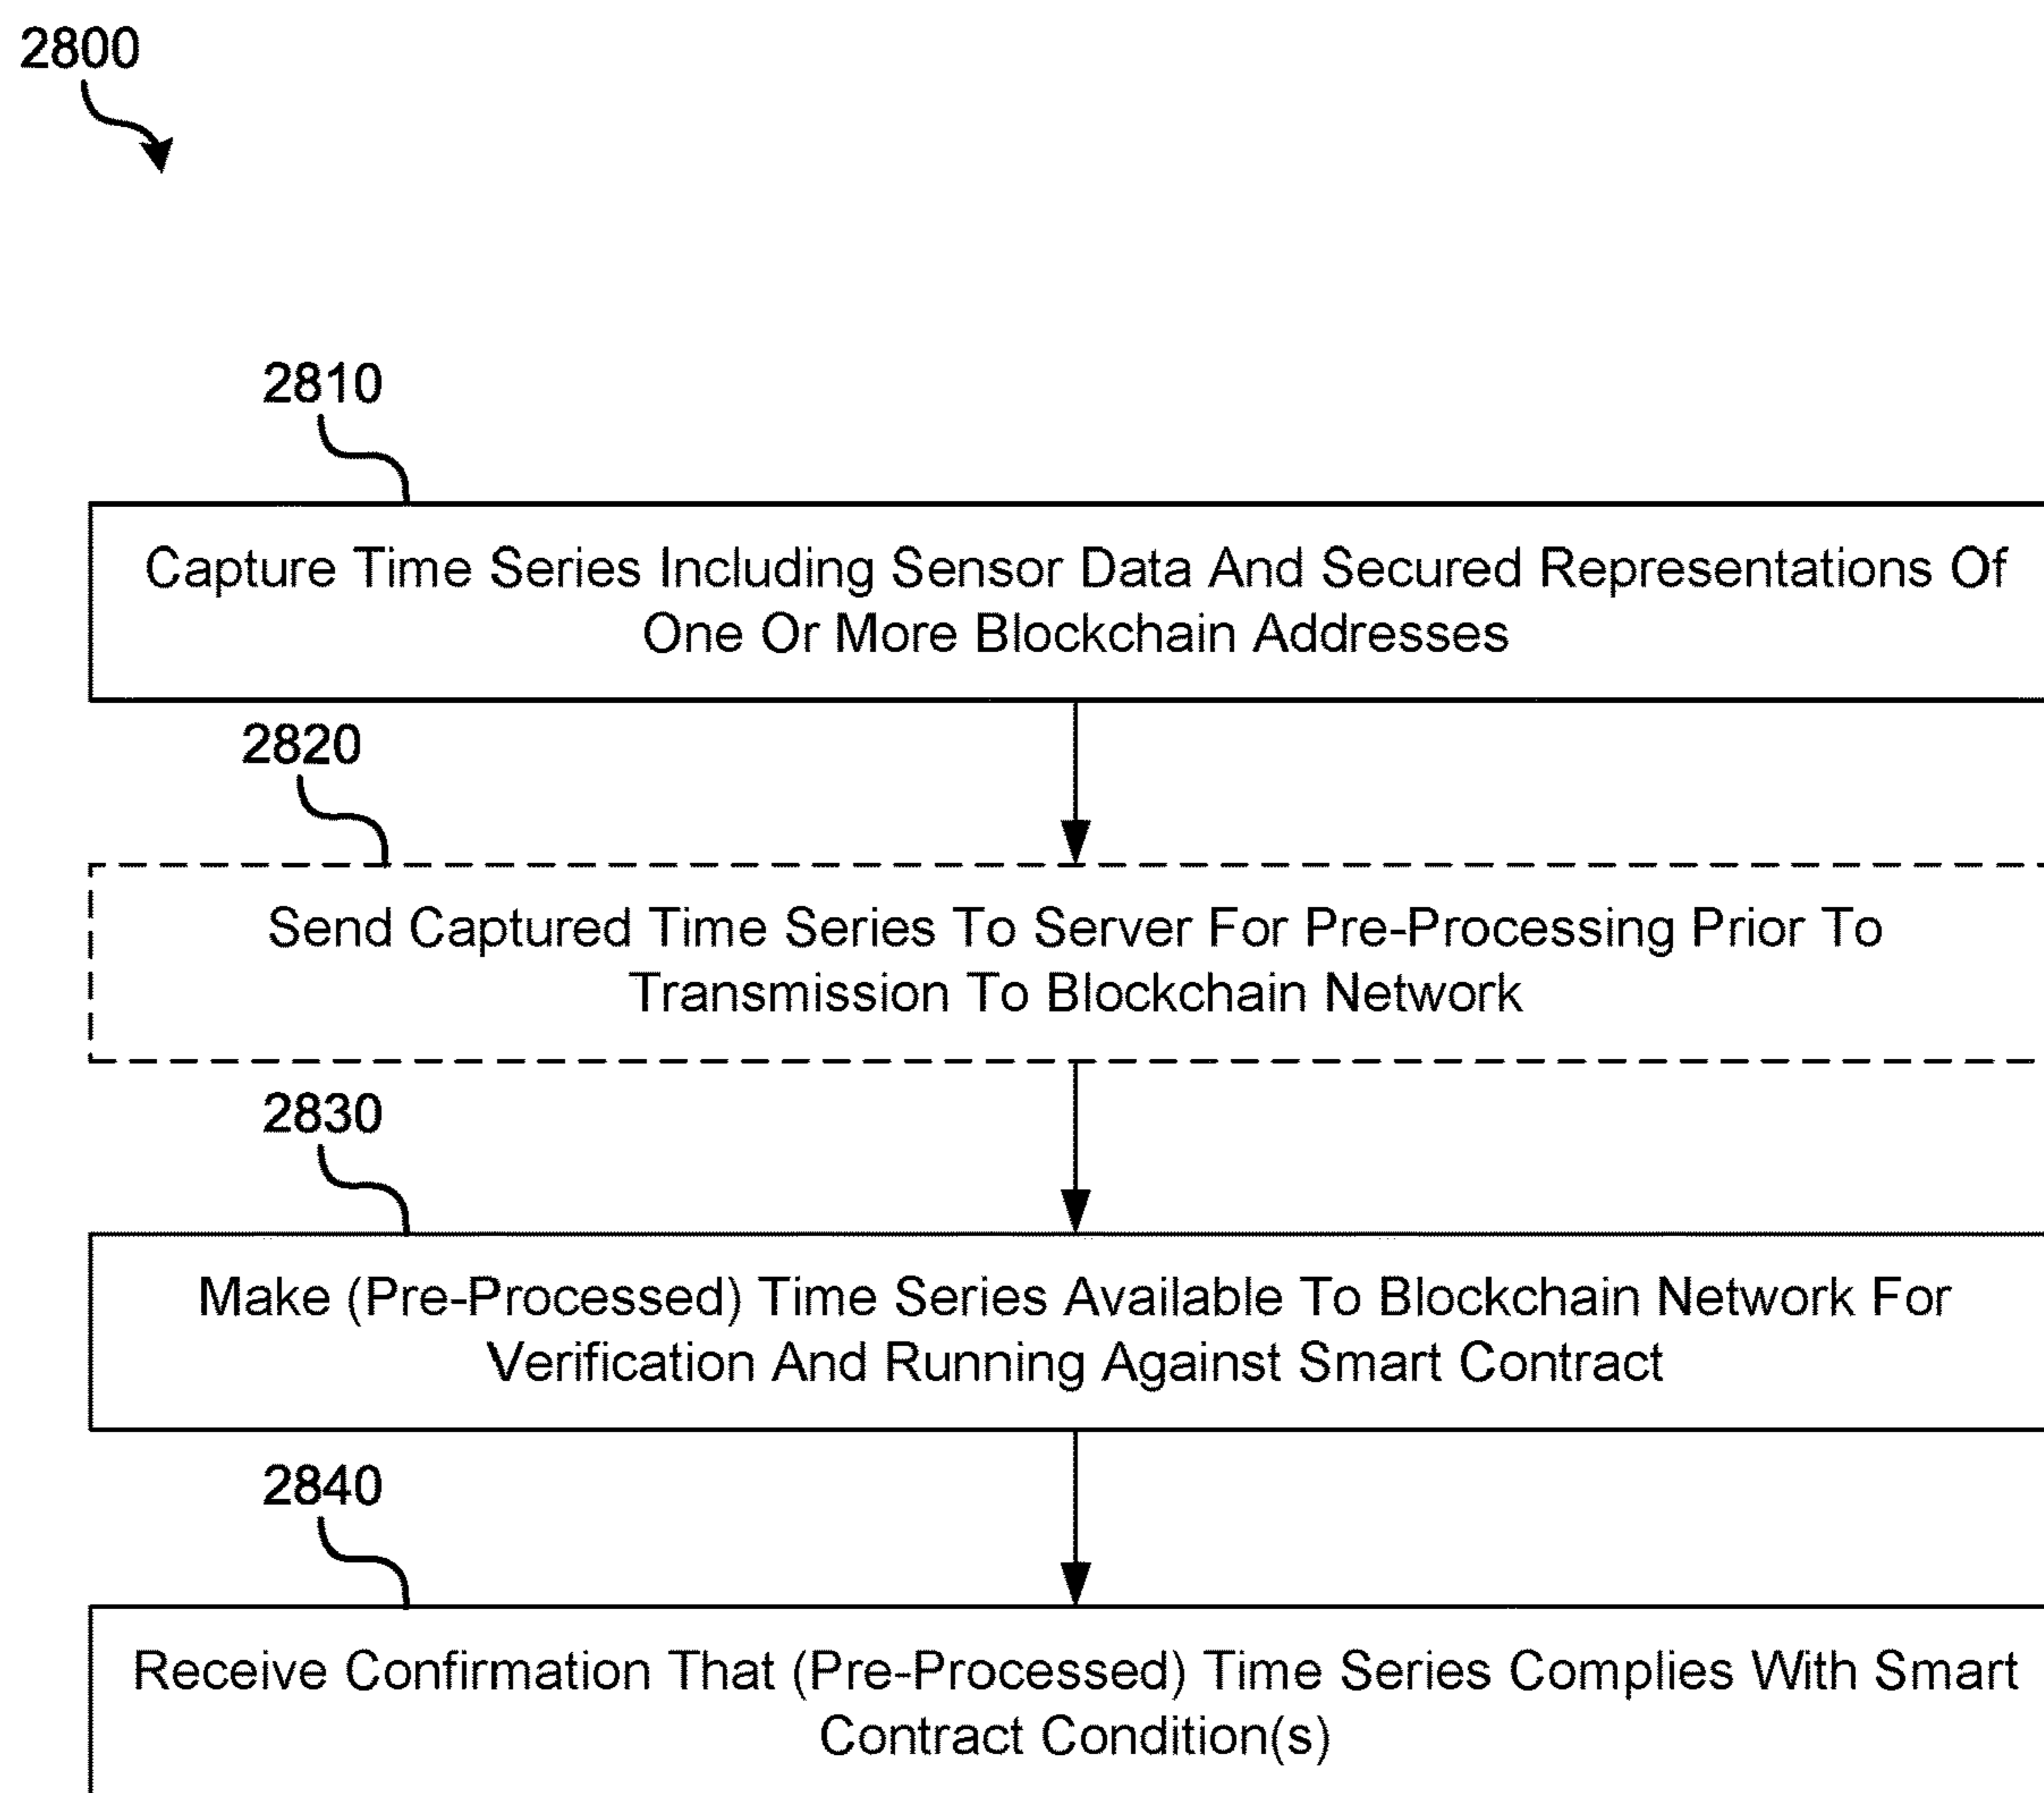 2800
2810
Capture Time Series Including Sensor Data And Secured Representations Of
One Or More Blockchain Addresses
2820
Send Captured Time Series To Server For Pre-Processing Prior To
Transmission To Blockchain Network
2830
Make (Pre-Processed) Time Series Available To Blockchain Network For
Verification And Running Against Smart Contract
2840
Receive Confirmation That (Pre-Processed) Time Series Complies With Smart
Contract Condition(s)